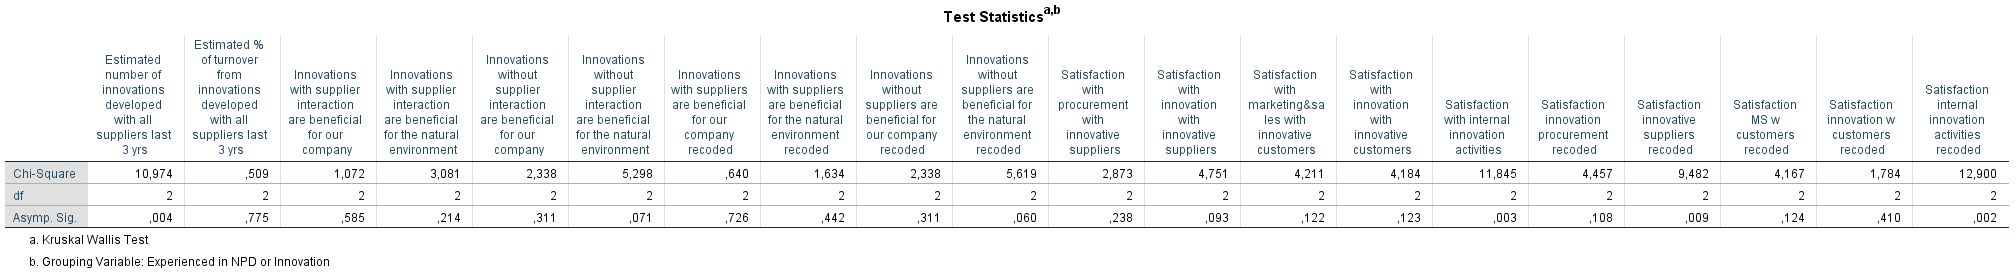 Test Statistics a,b
Estimated number of innovations developed with all suppliers last 3 yrs
Estimated % of turnover from innovations developed with all suppliers last 3 yrs
Innovations with supplier interaction are beneficial for our company
Innovations with supplier interaction are beneficial for the natural environment
Innovations without supplier interaction are beneficial for our company
Innovations without supplier interaction are beneficial for the natural environment
Innovations with suppliers are beneficial for our company recoded
Innovations with suppliers are beneficial for the natural environment recoded
Innovations without suppliers are beneficial for our company recoded
Innovations without suppliers are beneficial for the natural environment recoded
Satisfaction with procurement with innovative suppliers
Satisfaction with innovation with innovative suppliers
Satisfaction with marketing&sa les with innovative customers
Satisfaction with innovation with innovative customers
Satisfaction with internal innovation activities
Satisfaction innovation procurement recoded
Satisfaction innovative suppliers recoded
Satisfaction MS w customers recoded
Satisfaction innovation w customers recoded
Satisfaction internal innovation activities recoded
Chi-Square 10,974 ,509 1,072 3,081 2,338 5,298 ,640 1,634 2,338 5,619 2,873 4,751 4,211 4,184 11,845 4,457 9,482 4,167 1,784 12,900
df 2 2 2 2 2 2 2 2 2 2 2 2 2 2 2 2 2 2 2 2
Asymp. Sig. ,004 ,775 ,585 ,214 ,311 ,071 ,726 ,442 ,311 ,060 ,238 ,093 ,122 ,123 ,003 ,108 ,009 ,124 ,410 ,002
a. Kruskal Wallis Test
b. Grouping Variable: Experienced in NPD or Innovation